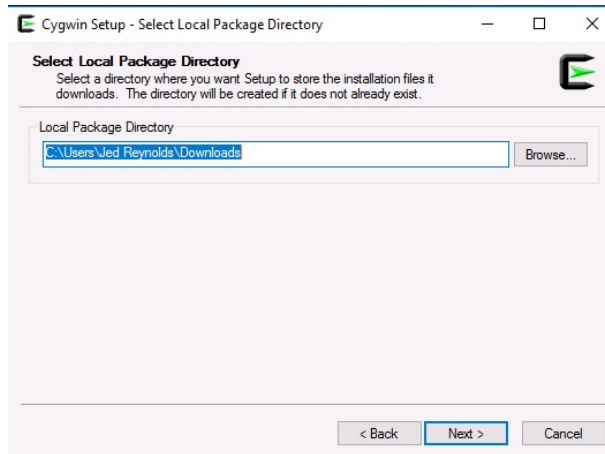 Cygwin Setup - Select Local Package Directory
Select Local Package Directory
Select a directory where you want Setup to store the installation files it
downloads. The directory will be created if it does not already exist.
Local Package Directory
C:\Users\Jed Reynolds\Downloads
Browse...
< Back
Next >
Cancel